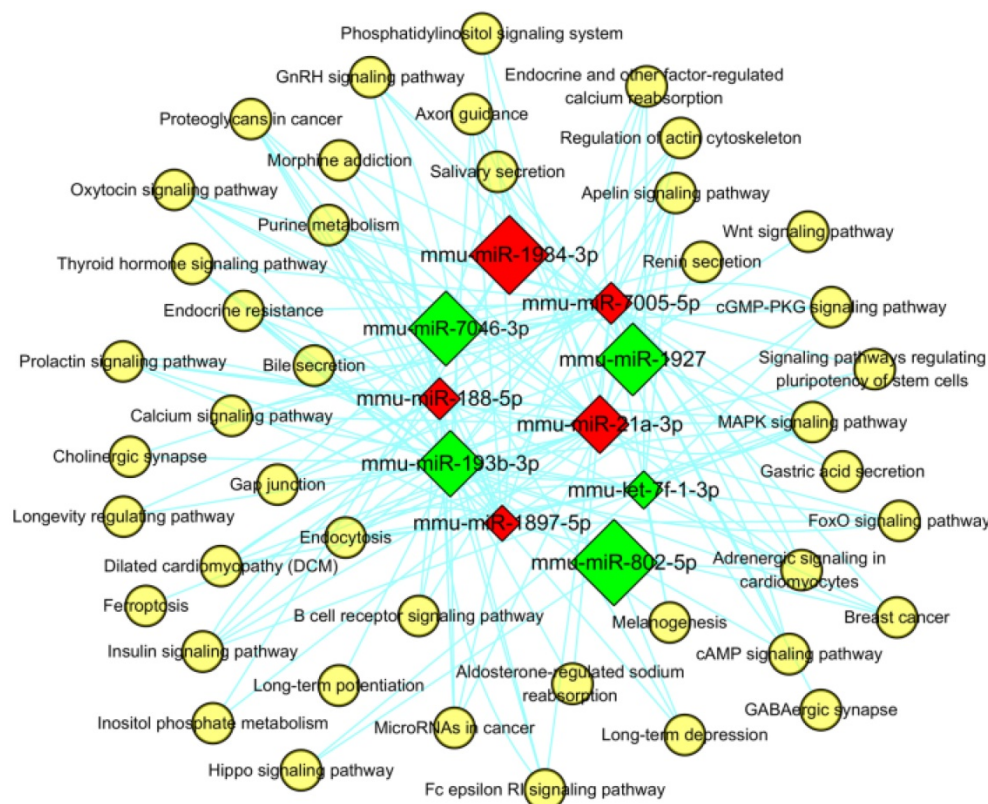 Phosphatidylinositol signaling system
GnRH signaling pathway
Endocrine and other factor-regulated
calcium reabsorption
Proteoglycans in cancer
Axon guidance
Regulation of actin cytoskeleton
Morphine addiction
Salivary secretion
Oxytocin signaling pathway
Apelin signaling pathway
Purine metabolism
Wnt signaling pathway
mmu-miR-1984-3p
Thyroid hormone signaling pathway
Renin secretion
mmu-miR-7005-5p
cGMP-PKG signaling pathway
Endocrine resistance
mmu-miR-7046-3p
mmu-miR-1927
Signaling pathways regulating
pluripotency of stem cells
Prolactin signaling pathway
Bile secretion
mmu-miR-188-5p
Calcium signaling pathway
mmu-miR-21a-3p
MAPK signaling pathway
Cholinergic synapse
mmu-miR-193b-3p
Gastric acid secretion
Gap junction
mmu-let-7f-1-3p
Longevity regulating pathway
mmu-miR-1897-5p
FoxO signaling pathway
Endocytosis
Dilated cardiomyopathy (DCM)
mmu-miR-802-5p
Adrenergic signaling in
cardiomyocytes
Ferroptosis
B cell receptor signaling pathway
Melanogenesis
Breast cancer
Insulin signaling pathway
cAMP signaling pathway
Long-term potentiation
Aldosterone-regulated sodium
reabsorption
GABAergic synapse
Inositol phosphate metabolism
MicroRNAs in cancer
Long-term depression
Hippo signaling pathway
Fc epsilon RI signaling pathway